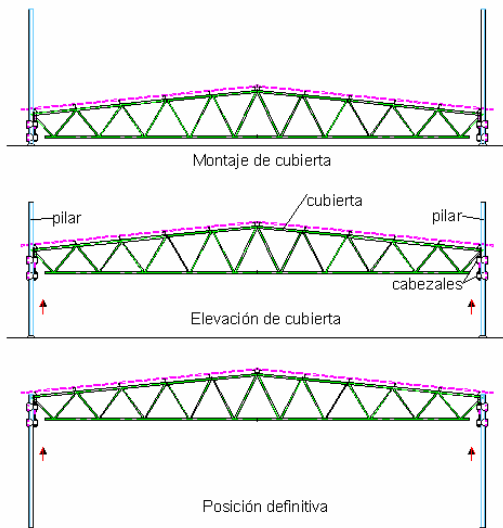 Montaje de cubierta
pilar
cubierta
pilar
cabezales
Elevación de cubierta
Posición definitiva